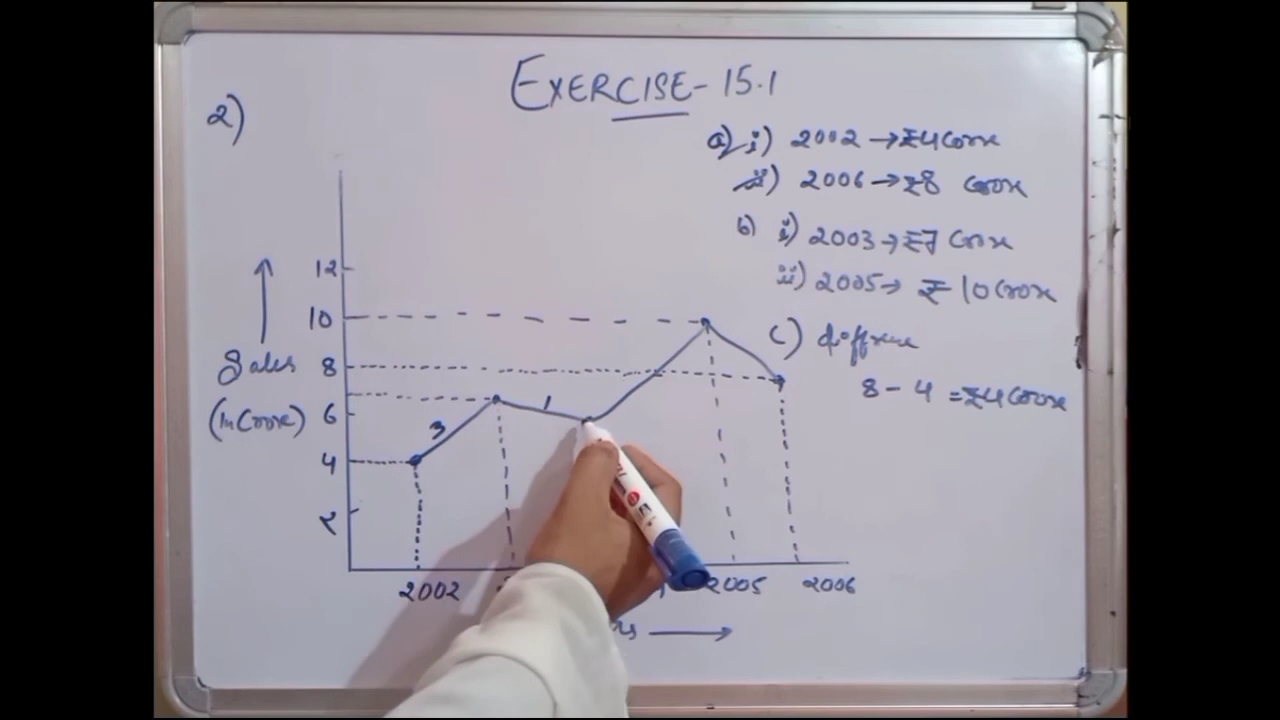 EXERCISE-15.1
2)
a) i) 2002 → ₹4 Crore
ii) 2006 → ₹8 Crore
b) i) 2003 → ₹7 Crore
ii) 2005 → ₹10 Crore
c)
8 - 4 = ₹4 Crore
12
10
8
6
4
2
Sales
(In Crore)
3
1
2002
2005
2006